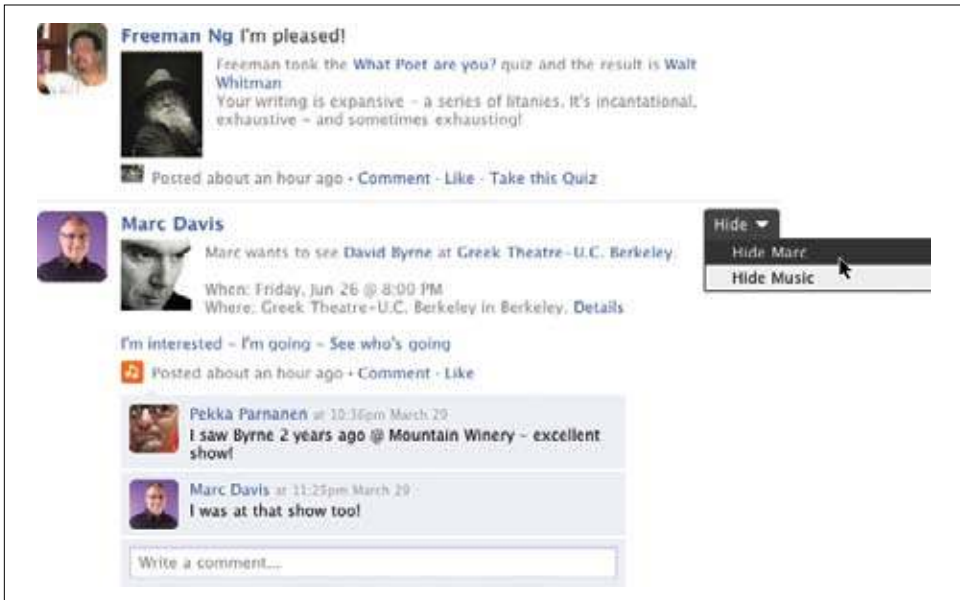 Freeman Ng I'm pleased!
Freeman took the What Poet are you? quiz and the result is Walt
Whitman
Your writing is expansive - a series of litanies. It's incantational,
exhaustive - and sometimes exhausting!
Posted about an hour ago · Comment · Like · Take this Quiz
Marc Davis
Hide
Hide Marc
Hide Music
Marc wants to see David Byrne at Greek Theatre-U.C. Berkeley.
When: Friday, Jun 26 @ 8:00 PM
Where: Greek Theatre-U.C. Berkeley in Berkeley. Details
I'm interested - I'm going - See who's going
Posted about an hour ago · Comment · Like
Pekka Parnanen at 10:36pm March 29
I saw Byrne 2 years ago @ Mountain Winery - excellent
show!
Marc Davis at 11:25pm March 29
I was at that show too!
Write a comment...